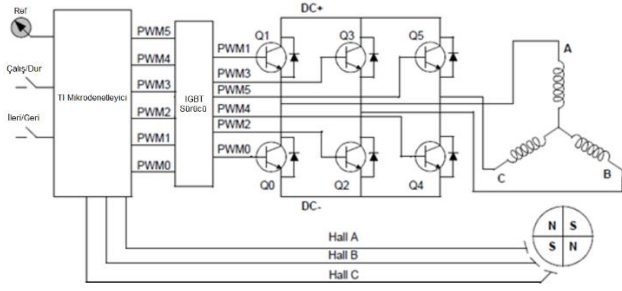 Ref
Çalış/Dur
İleri/Geri
TI Mikrodenetleyici
PWM5
PWM4
PWM3
PWM2
PWM1
PWM0
IGBT
Sürücü
PWM1
PWM3
PWM5
PWM4
PWM2
PWM0
DC+
Q1
Q3
Q5
Q0
Q2
Q4
DC-
A
C
B
Hall A
Hall B
Hall C
N S
S N